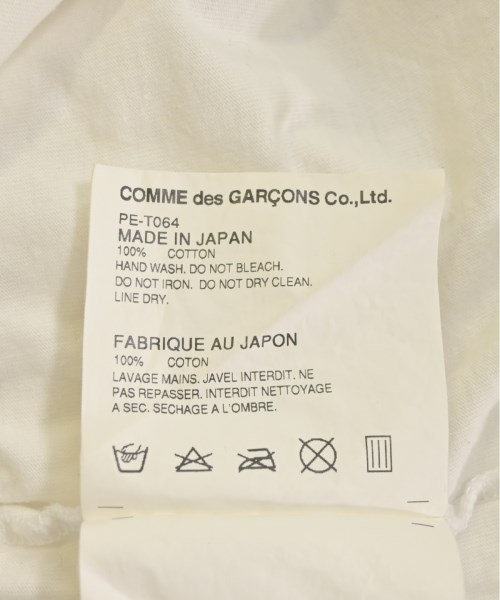 COMME des GARÇONS Co.,Ltd.
PE-T064
MADE IN JAPAN
100% COTTON
HAND WASH. DO NOT BLEACH.
DO NOT IRON. DO NOT DRY CLEAN.
LINE DRY.
FABRIQUE AU JAPON
100% COTON
LAVAGE MAINS. JAVEL INTERDIT. NE
PAS REPASSER. INTERDIT NETTOYAGE
A SEC. SECHAGE A L'OMBRE.